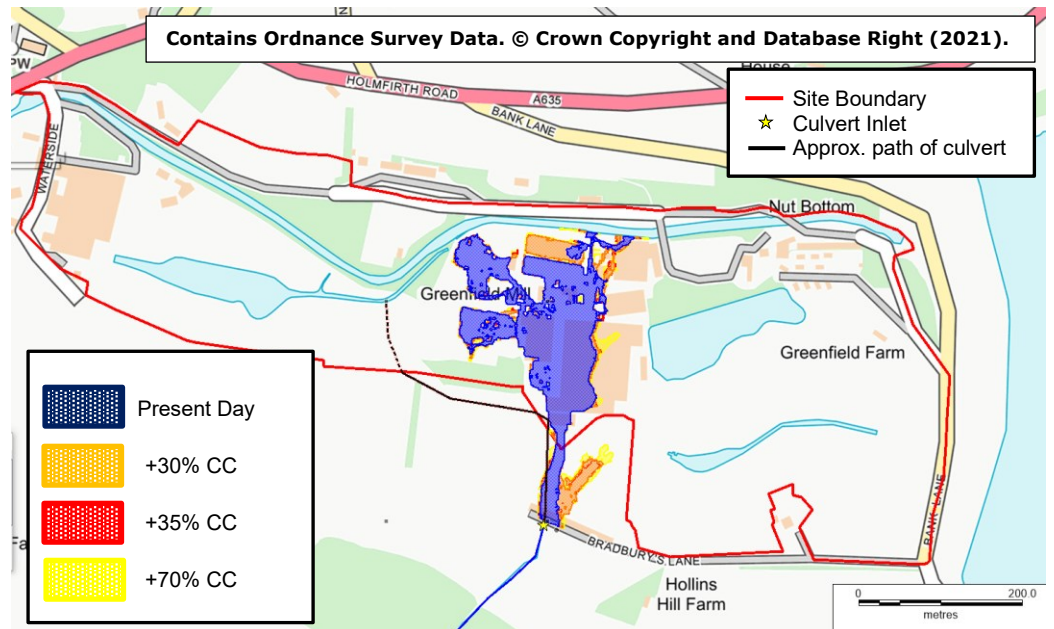 Contains Ordnance Survey Data. © Crown Copyright and Database Right (2021).
PW
House
HOLMFIRTH ROAD
A635
BANK LANE
Site Boundary
Culvert Inlet
Approx. path of culvert
WATERSIDE
Nut Bottom
Greenfield Mill
Greenfield Farm
Present Day
+30% CC
+35% CC
+70% CC
BANK LANE
BRADBURY'S LANE
Hollins
Hill Farm
0 200.0
metres